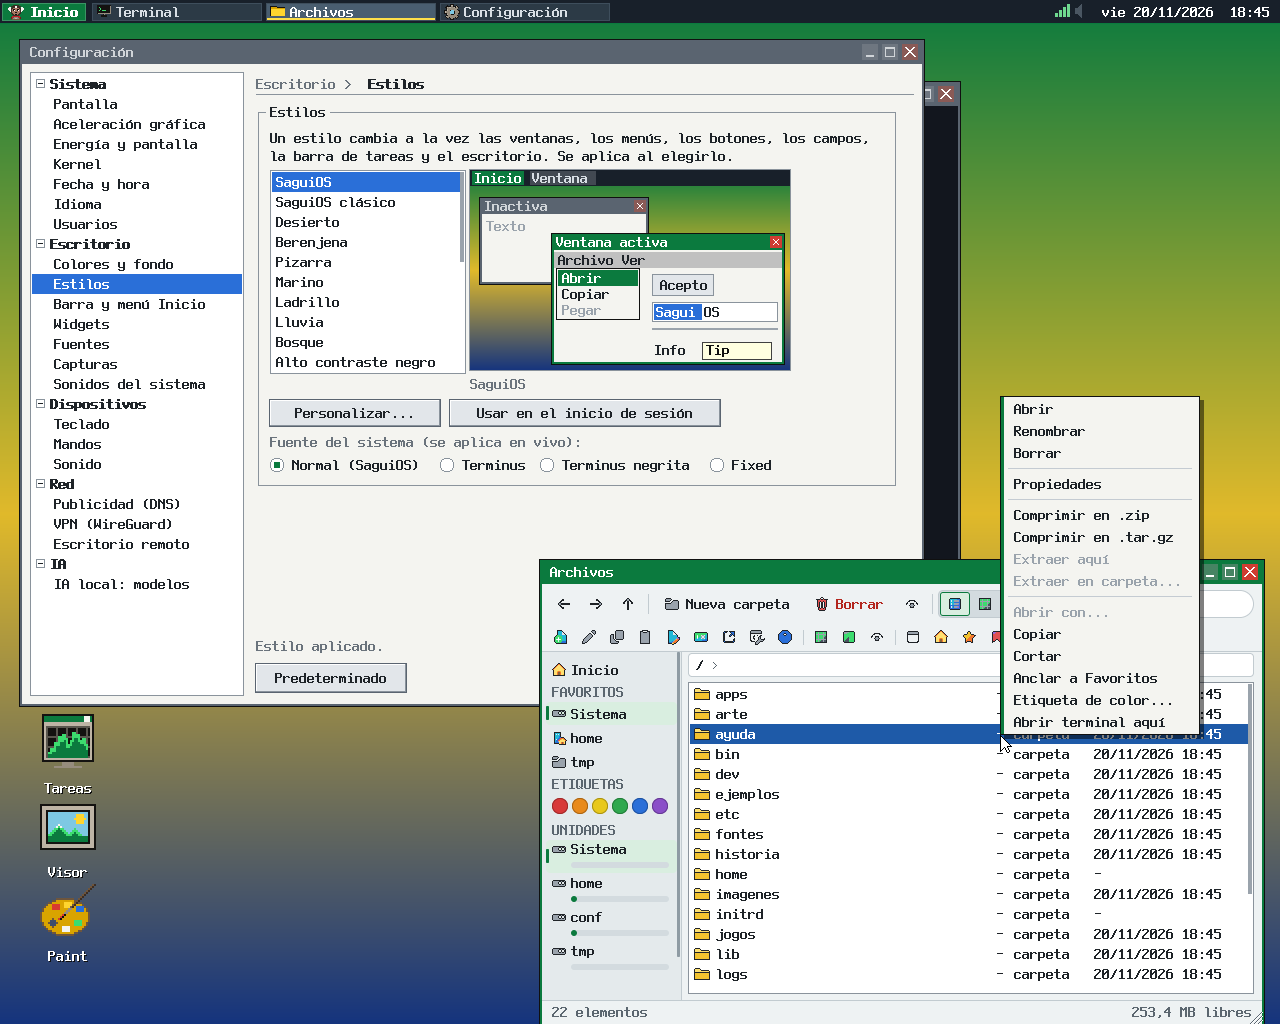 Inicio Terminal Archivos Configuración vie 20/11/2026 18:45
Configuración
Sistema
Pantalla
Aceleración gráfica
Energía y pantalla
Kernel
Fecha y hora
Idioma
Usuarios
Escritorio
Colores y fondo
Estilos
Barra y menú Inicio
Widgets
Fuentes
Capturas
Sonidos del sistema
Dispositivos
Teclado
Mandos
Sonido
Red
Publicidad (DNS)
VPN (WireGuard)
Escritorio remoto
IA
IA local: modelos
Escritorio > Estilos
Estilos
Un estilo cambia a la vez las ventanas, los menús, los botones, los campos,
la barra de tareas y el escritorio. Se aplica al elegirlo.
SaguiOS
SaguiOS clásico
Desierto
Berenjena
Pizarra
Marino
Ladrillo
Lluvia
Bosque
Alto contraste negro
Inicio Ventana
Inactiva
Texto
Ventana activa
Archivo Ver
Abrir
Copiar
Pegar
Acepto
Sagui OS
Info Tip
SaguiOS
Personalizar... Usar en el inicio de sesión
Fuente del sistema (se aplica en vivo):
Normal (SaguiOS) Terminus Terminus negrita Fixed
Estilo aplicado.
Predeterminado
Tareas
Visor
Paint
Abrir
Renombrar
Borrar
Propiedades
Comprimir en .zip
Comprimir en .tar.gz
Extraer aquí
Extraer en carpeta...
Abrir con...
Copiar
Cortar
Anclar a Favoritos
Etiqueta de color...
Abrir terminal aquí
Archivos
Nueva carpeta Borrar
Inicio
FAVORITOS
Sistema
home
tmp
ETIQUETAS
UNIDADES
Sistema
home
conf
tmp
/ >
apps :45
arte :45
ayuda - carpeta 20/11/2026 18:45
bin - carpeta 20/11/2026 18:45
dev - carpeta 20/11/2026 18:45
ejemplos - carpeta 20/11/2026 18:45
etc - carpeta 20/11/2026 18:45
fontes - carpeta 20/11/2026 18:45
historia - carpeta 20/11/2026 18:45
home - carpeta -
imagenes - carpeta 20/11/2026 18:45
initrd - carpeta -
jogos - carpeta 20/11/2026 18:45
lib - carpeta 20/11/2026 18:45
logs - carpeta 20/11/2026 18:45
22 elementos 253,4 MB libres